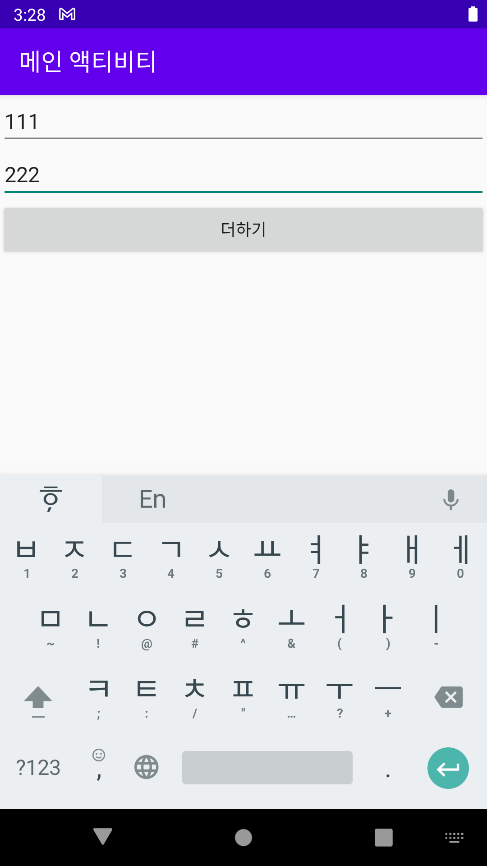 3:28
메인 액티비티
111
222
더하기
ㅎ En
ㅂ ㅈ ㄷ ㄱ ㅅ ㅛ ㅕ ㅑ ㅐ ㅔ
1 2 3 4 5 6 7 8 9 0
ㅁ ㄴ ㅇ ㄹ ㅎ ㅗ ㅓ ㅏ ㅣ
~ ! @ # ^ & ( ) -
ㅋ ㅌ ㅊ ㅍ ㅠ ㅜ ㅡ
; : / " ... ? +
?123 , .